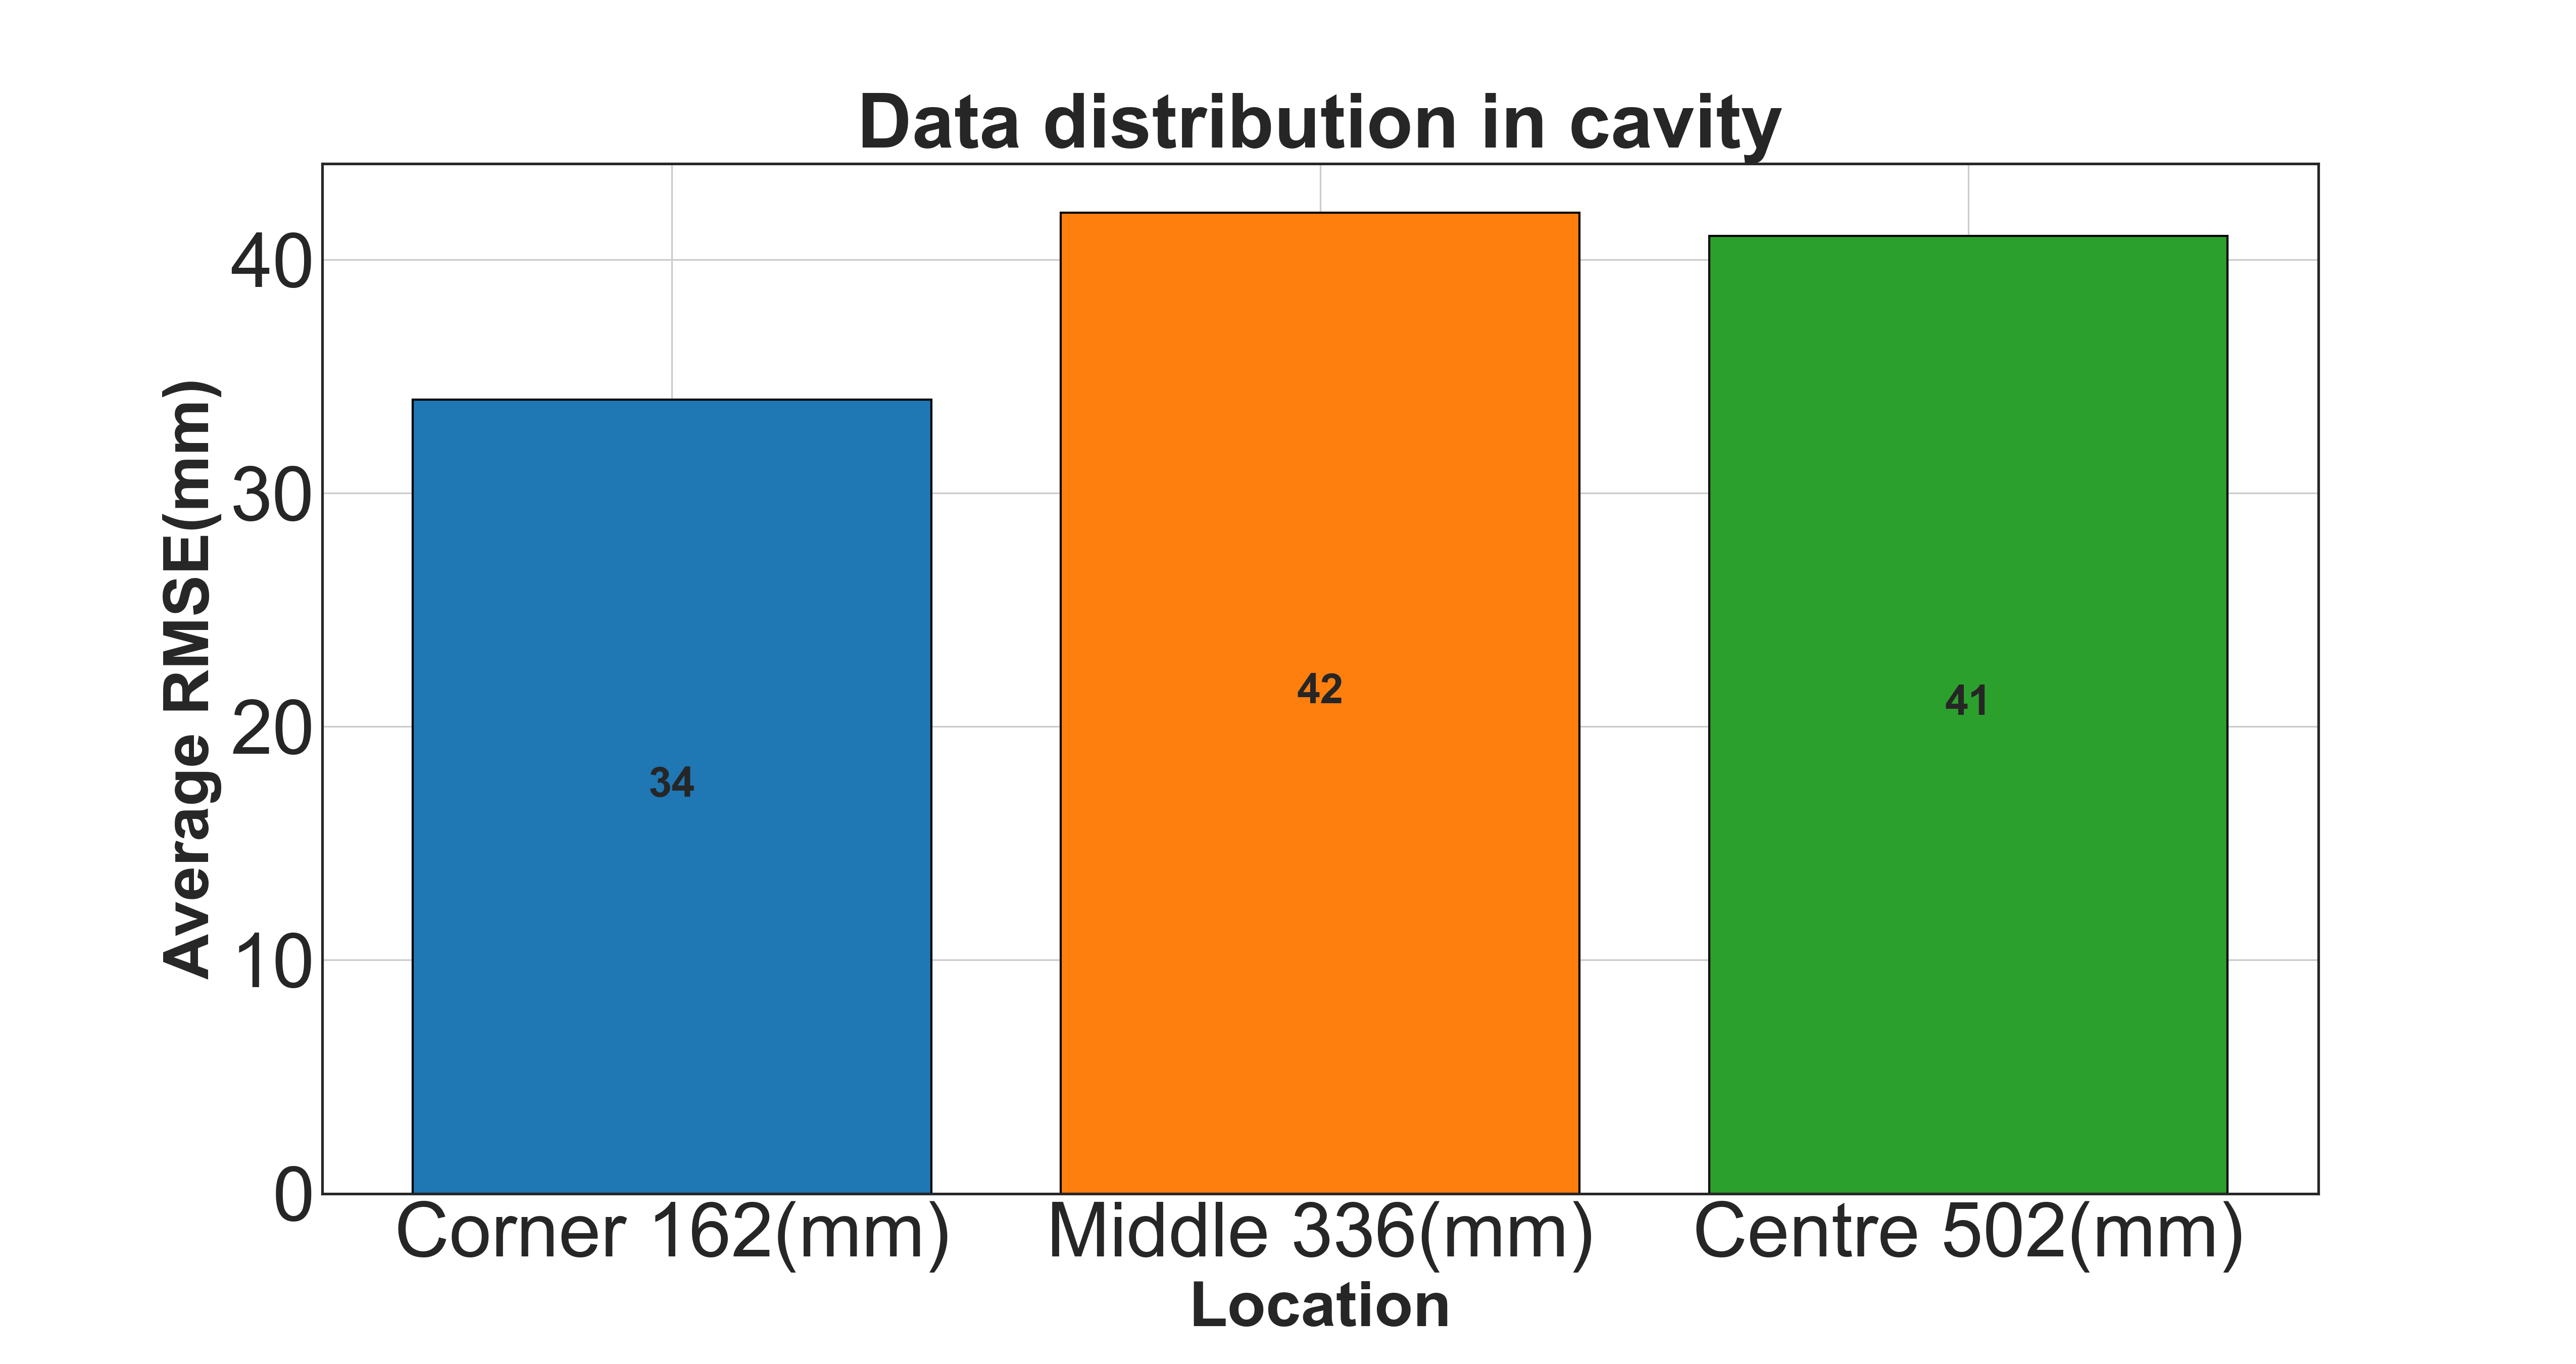 Data distribution in cavity
Average RMSE(mm)
40
30
20
10
0
34
42
41
Corner 162(mm)
Middle 336(mm)
Centre 502(mm)
Location